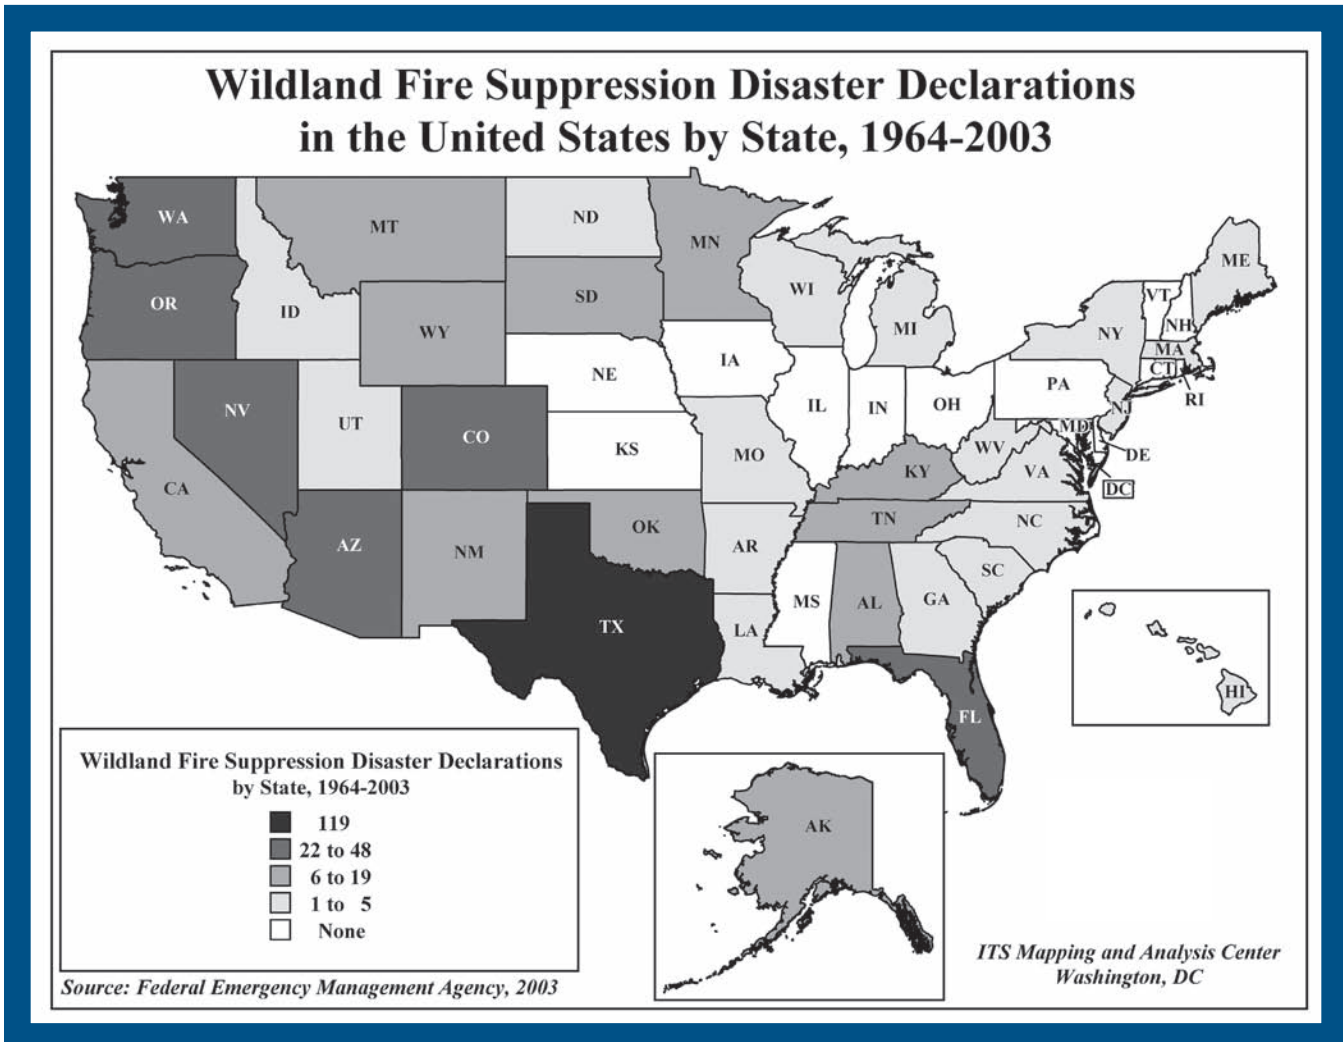 Wildland Fire Suppression Disaster Declarations
in the United States by State, 1964-2003
WA
MT
ND
MN
ME
OR
ID
SD
WI
VT
WY
MI
NY
NH
MA
NE
IA
CT
PA
RI
NV
UT
CO
IL
IN
OH
NJ
KS
MO
MD
WV
DE
CA
KY
VA
DC
OK
TN
NC
AZ
NM
AR
SC
MS
AL
GA
TX
LA
HI
FL
Wildland Fire Suppression Disaster Declarations
by State, 1964-2003
119
22 to 48
6 to 19
1 to 5
None
AK
ITS Mapping and Analysis Center
Washington, DC
Source: Federal Emergency Management Agency, 2003